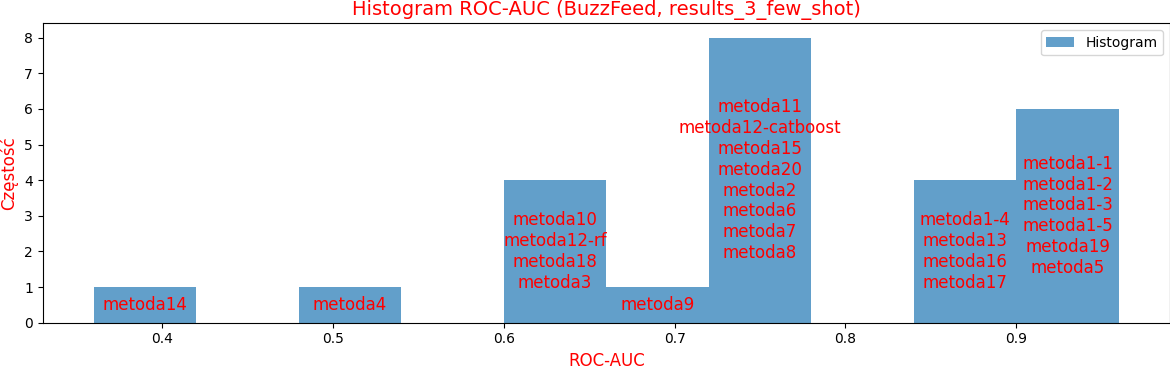 Histogram ROC-AUC (BuzzFeed, results_3_few_shot)
Histogram
Częstość
8
7
6
5
4
3
2
1
0
metoda14
metoda4
metoda10
metoda12-rf
metoda18
metoda3
metoda9
metoda11
metoda12-catboost
metoda15
metoda20
metoda2
metoda6
metoda7
metoda8
metoda1-4
metoda13
metoda16
metoda17
metoda1-1
metoda1-2
metoda1-3
metoda1-5
metoda19
metoda5
0.4 0.5 0.6 0.7 0.8 0.9
ROC-AUC